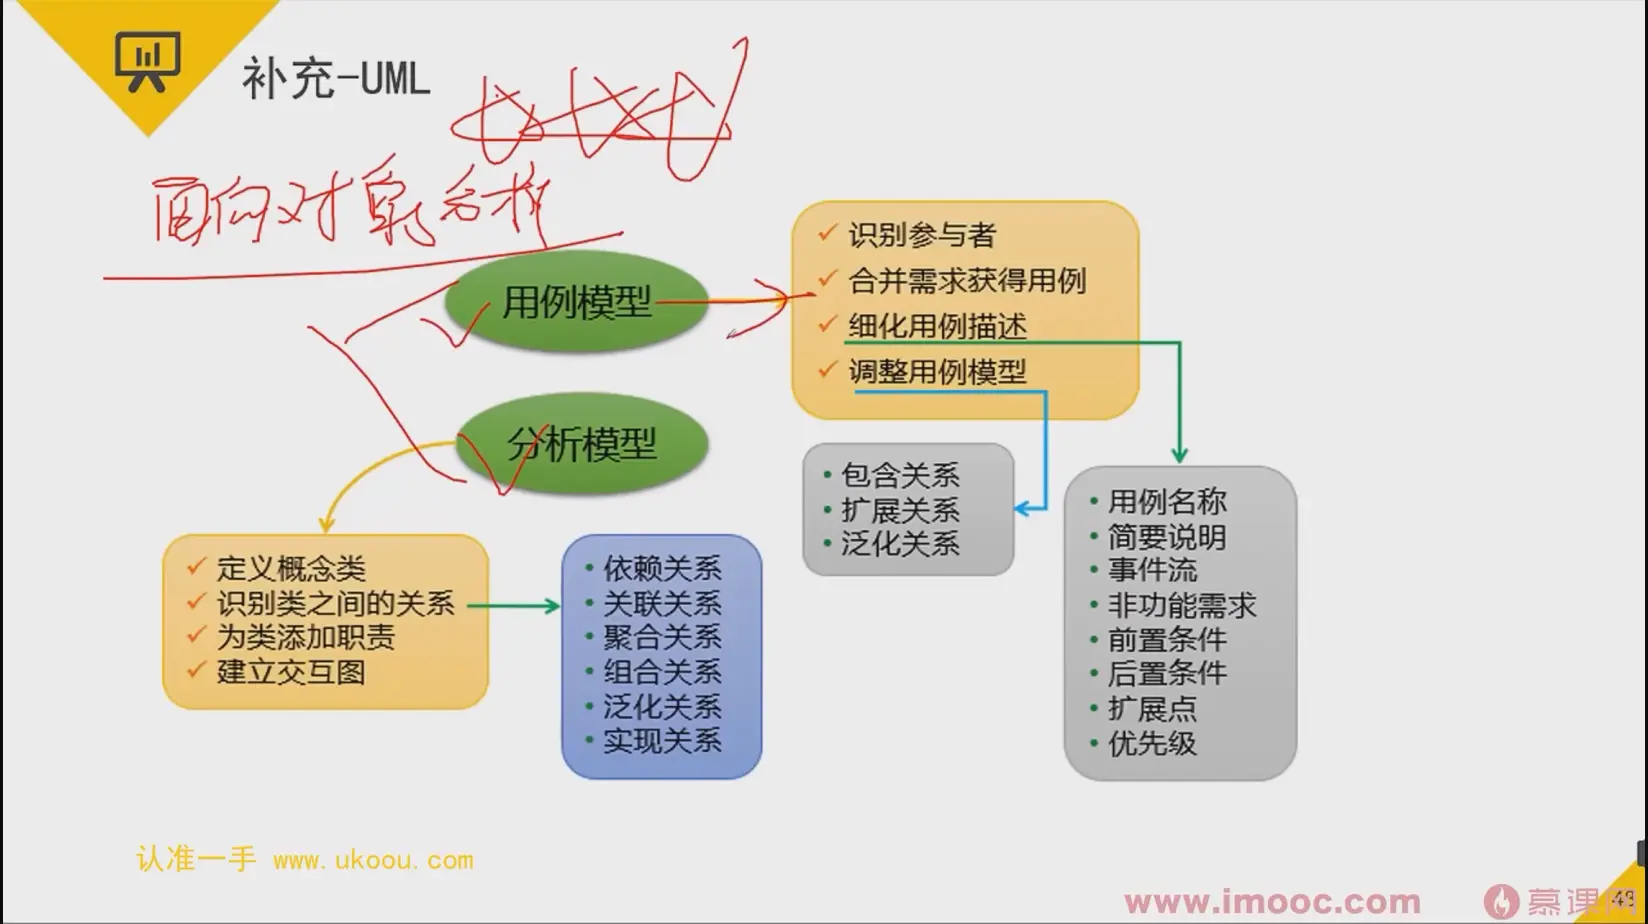 补充-UML
面向对象分析
用例模型
✓ 识别参与者
✓ 合并需求获得用例
✓ 细化用例描述
✓ 调整用例模型
分析模型
• 包含关系
• 扩展关系
• 泛化关系
• 用例名称
• 简要说明
• 事件流
• 非功能需求
• 前置条件
• 后置条件
• 扩展点
• 优先级
✓ 定义概念类
✓ 识别类之间的关系
✓ 为类添加职责
✓ 建立交互图
• 依赖关系
• 关联关系
• 聚合关系
• 组合关系
• 泛化关系
• 实现关系
认准一手 www.ukoou.com
www.imooc.com 慕课网